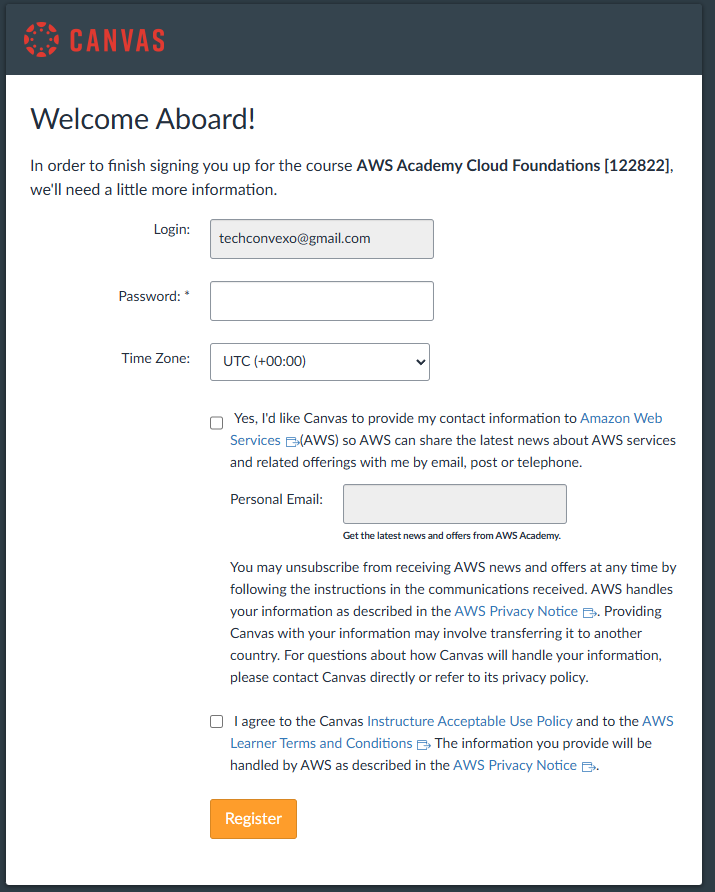 CANVAS
Welcome Aboard!
In order to finish signing you up for the course AWS Academy Cloud Foundations [122822],
we'll need a little more information.
Login:
techconvexo@gmail.com
Password: *
Time Zone:
UTC (+00:00)
Yes, I'd like Canvas to provide my contact information to Amazon Web
Services (AWS) so AWS can share the latest news about AWS services
and related offerings with me by email, post or telephone.
Personal Email:
Get the latest news and offers from AWS Academy.
You may unsubscribe from receiving AWS news and offers at any time by
following the instructions in the communications received. AWS handles
your information as described in the AWS Privacy Notice . Providing
Canvas with your information may involve transferring it to another
country. For questions about how Canvas will handle your information,
please contact Canvas directly or refer to its privacy policy.
I agree to the Canvas Instructure Acceptable Use Policy and to the AWS
Learner Terms and Conditions The information you provide will be
handled by AWS as described in the AWS Privacy Notice .
Register